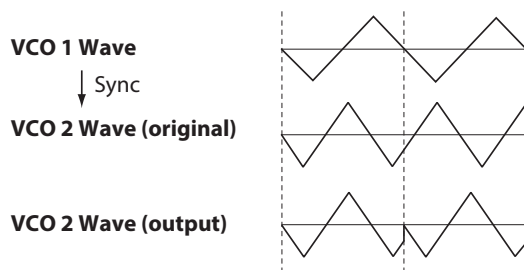 VCO 1 Wave
Sync
VCO 2 Wave (original)
VCO 2 Wave (output)